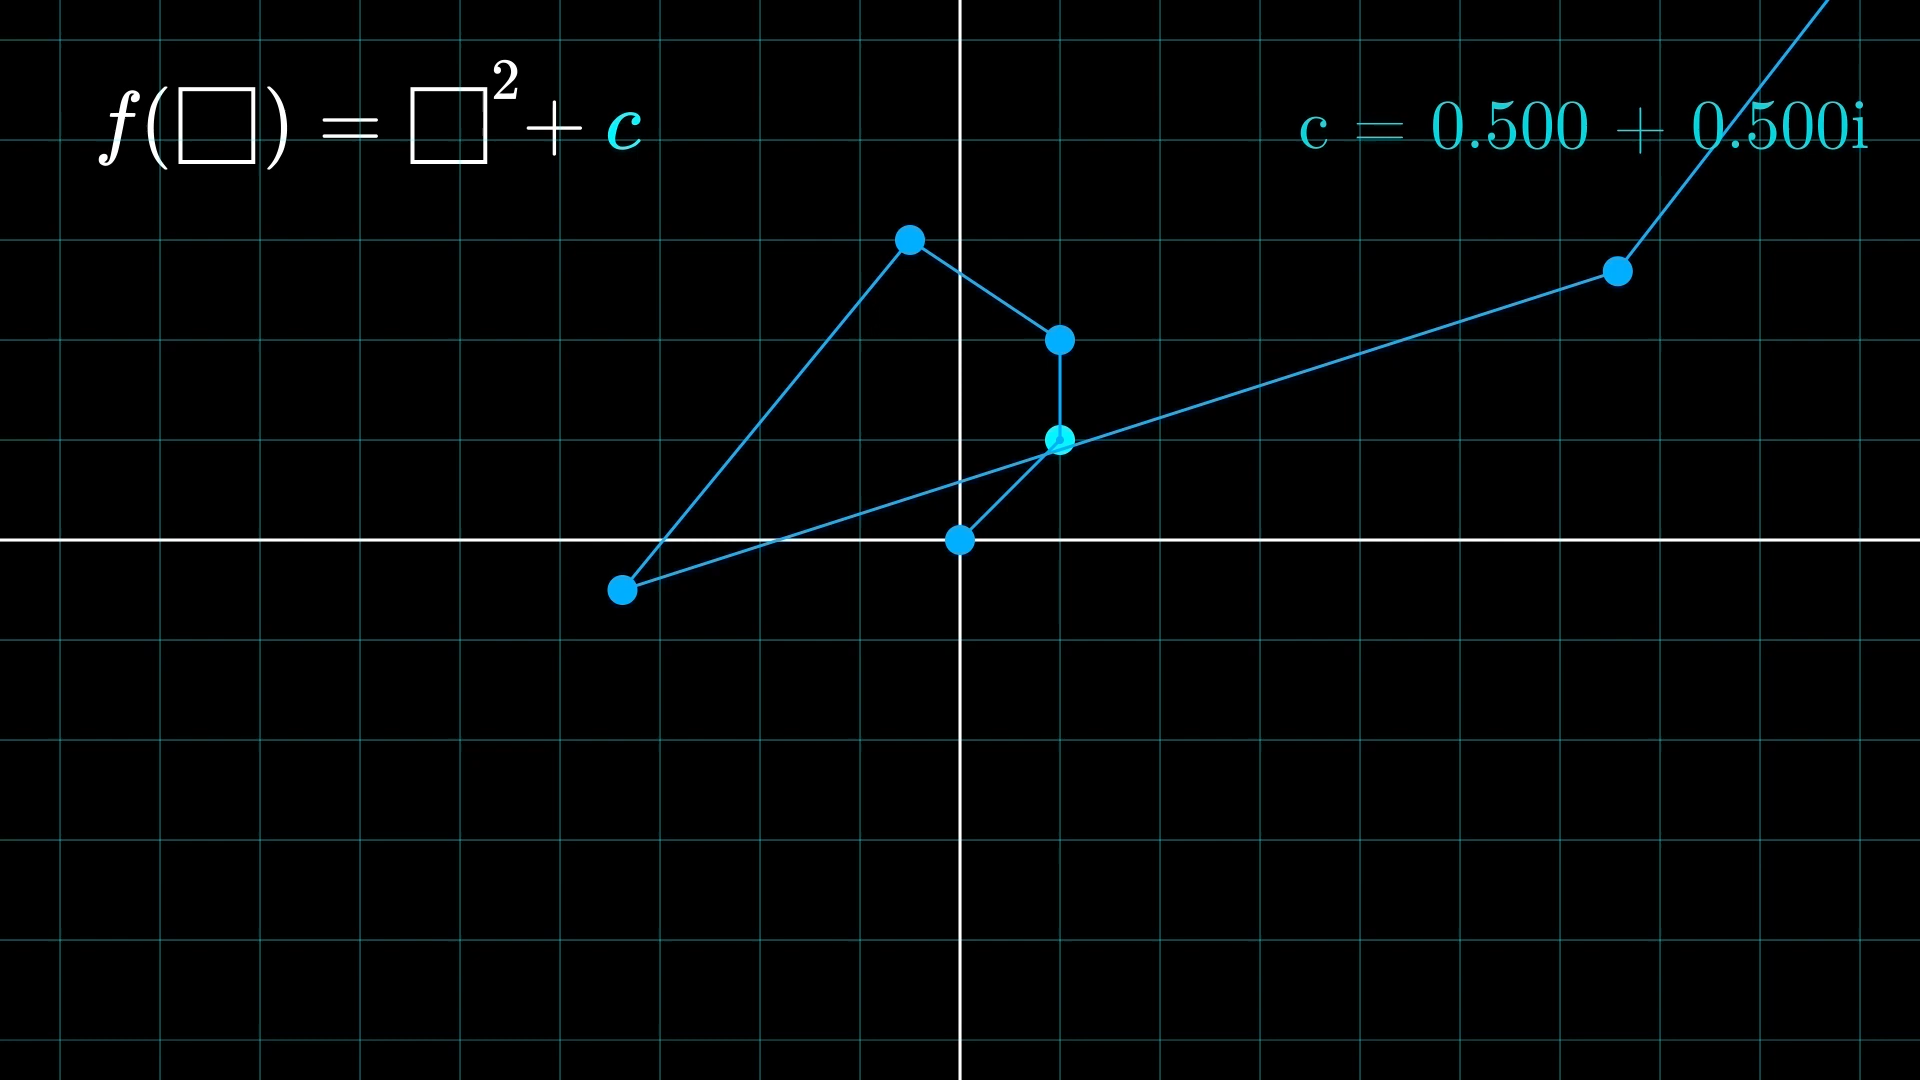 f(□) = □² + c
c = 0.500 + 0.500i